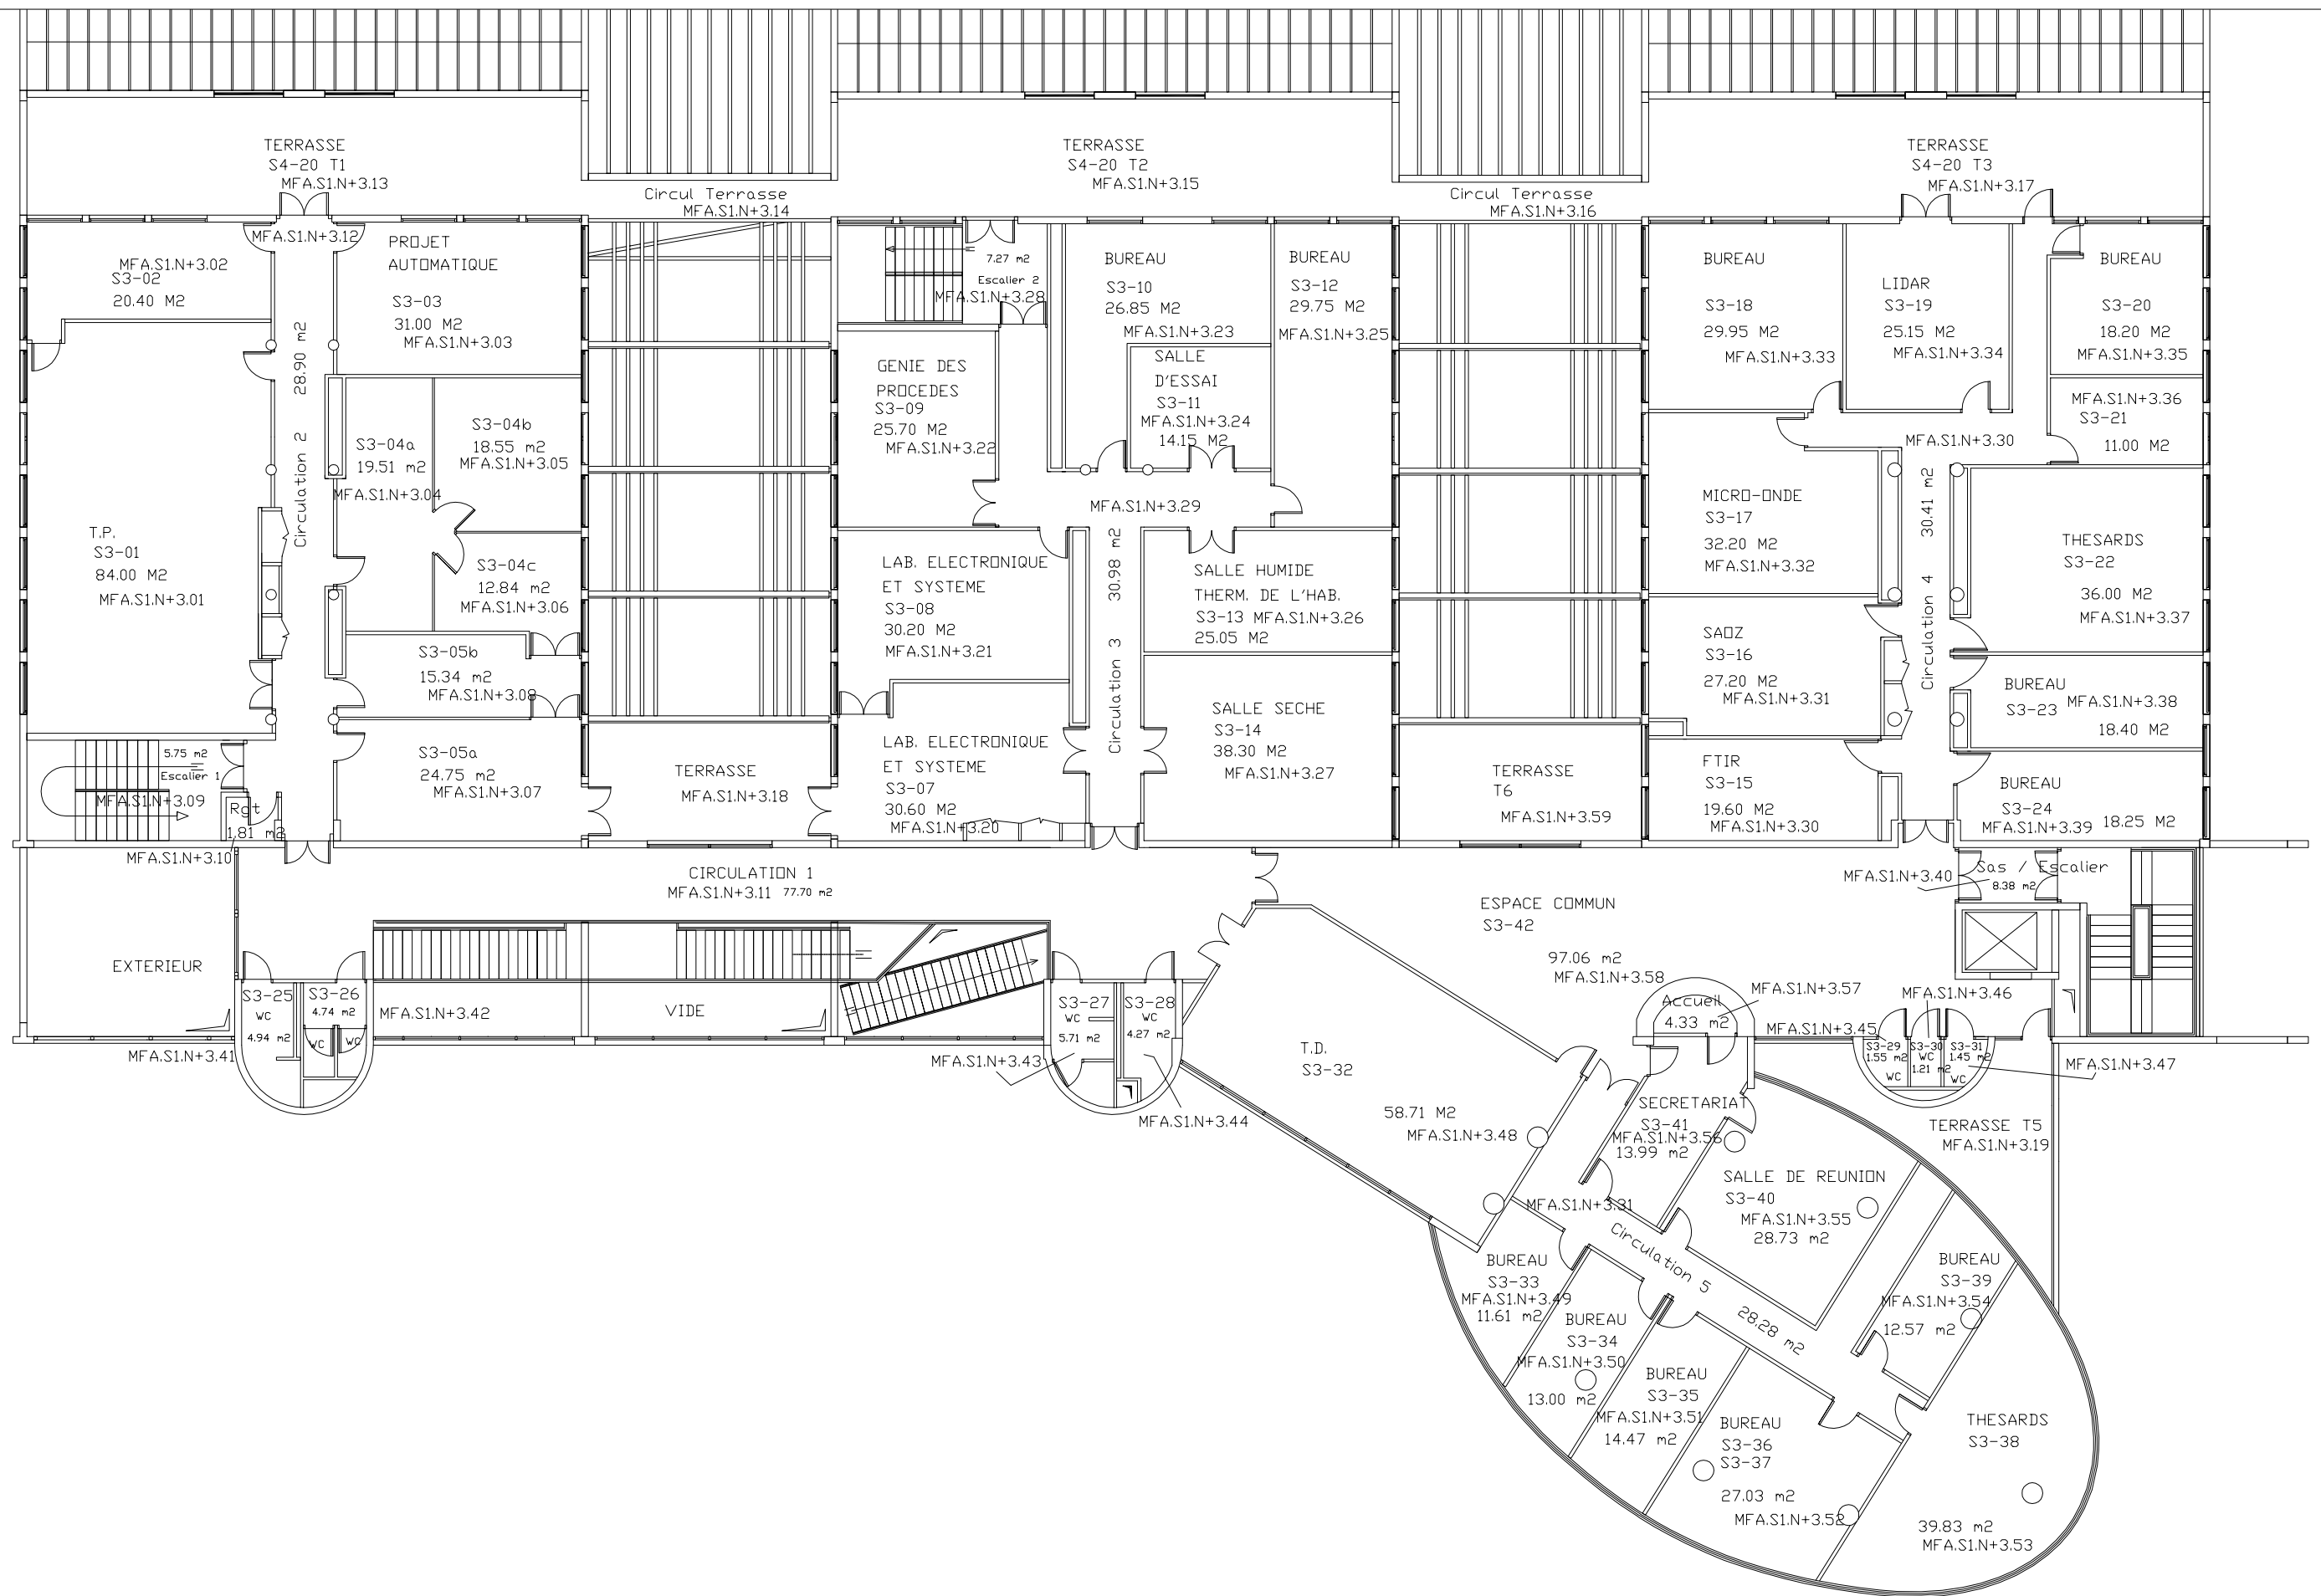 TERRASSE
S4-20 T1
MFA.S1.N+3.13
Circul Terrasse
MFA.S1.N+3.14
TERRASSE
S4-20 T2
MFA.S1.N+3.15
Circul Terrasse
MFA.S1.N+3.16
TERRASSE
S4-20 T3
MFA.S1.N+3.17
MFA.S1.N+3.12
MFA.S1.N+3.02
S3-02
20.40 M2
PROJET
AUTOMATIQUE
S3-03
31.00 M2
MFA.S1.N+3.03
Circulation 2 28.90 m2
S3-04a
19.51 m2
MFA.S1.N+3.04
S3-04b
18.55 m2
MFA.S1.N+3.05
S3-04c
12.84 m2
MFA.S1.N+3.06
T.P.
S3-01
84.00 M2
MFA.S1.N+3.01
S3-05b
15.34 m2
MFA.S1.N+3.08
S3-05a
24.75 m2
MFA.S1.N+3.07
5.75 m2
Escalier 1
MFA.S1.N+3.09
Rgt
1.81 m2
MFA.S1.N+3.10
TERRASSE
MFA.S1.N+3.18
7.27 m2
Escalier 2
MFA.S1.N+3.28
BUREAU
S3-10
26.85 M2
MFA.S1.N+3.23
BUREAU
S3-12
29.75 M2
MFA.S1.N+3.25
GENIE DES
PROCEDES
S3-09
25.70 M2
MFA.S1.N+3.22
SALLE
D'ESSAI
S3-11
MFA.S1.N+3.24
14.15 M2
MFA.S1.N+3.29
LAB. ELECTRONIQUE
ET SYSTEME
S3-08
30.20 M2
MFA.S1.N+3.21
Circulation 3 30.98 m2
SALLE HUMIDE
THERM. DE L'HAB.
S3-13 MFA.S1.N+3.26
25.05 M2
LAB. ELECTRONIQUE
ET SYSTEME
S3-07
30.60 M2
MFA.S1.N+3.20
SALLE SECHE
S3-14
38.30 M2
MFA.S1.N+3.27
TERRASSE
T6
MFA.S1.N+3.59
BUREAU
S3-18
29.95 M2
MFA.S1.N+3.33
LIDAR
S3-19
25.15 M2
MFA.S1.N+3.34
BUREAU
S3-20
18.20 M2
MFA.S1.N+3.35
MFA.S1.N+3.36
S3-21
11.00 M2
MFA.S1.N+3.30
MICRO-ONDE
S3-17
32.20 M2
MFA.S1.N+3.32
Circulation 4 30.41 m2
THESARDS
S3-22
36.00 M2
MFA.S1.N+3.37
SAOZ
S3-16
27.20 M2
MFA.S1.N+3.31
BUREAU
S3-23
MFA.S1.N+3.38
18.40 M2
FTIR
S3-15
19.60 M2
MFA.S1.N+3.30
BUREAU
S3-24
MFA.S1.N+3.39
18.25 M2
CIRCULATION 1
MFA.S1.N+3.11 77.70 m2
MFA.S1.N+3.40
Sas / Escalier
8.38 m2
ESPACE COMMUN
S3-42
97.06 m2
MFA.S1.N+3.58
EXTERIEUR
S3-25
WC
4.94 m2
MFA.S1.N+3.41
S3-26
4.74 m2
WC
WC
MFA.S1.N+3.42
VIDE
S3-27
WC
5.71 m2
MFA.S1.N+3.43
S3-28
WC
4.27 m2
MFA.S1.N+3.44
Accueil
4.33 m2
MFA.S1.N+3.57
MFA.S1.N+3.45
MFA.S1.N+3.46
S3-29
1.55 m2
WC
S3-30
WC
1.21 m2
S3-31
1.45 m2
WC
MFA.S1.N+3.47
T.D.
S3-32
58.71 M2
MFA.S1.N+3.48
SECRETARIAT
S3-41
MFA.S1.N+3.56
13.99 m2
TERRASSE T5
MFA.S1.N+3.19
SALLE DE REUNION
S3-40
MFA.S1.N+3.55
28.73 m2
MFA.S1.N+3.31
Circulation 5 28.28 m2
BUREAU
S3-33
MFA.S1.N+3.49
11.61 m2
BUREAU
S3-34
MFA.S1.N+3.50
13.00 m2
BUREAU
S3-35
MFA.S1.N+3.51
14.47 m2
BUREAU
S3-36
S3-37
27.03 m2
MFA.S1.N+3.52
BUREAU
S3-39
MFA.S1.N+3.54
12.57 m2
THESARDS
S3-38
39.83 m2
MFA.S1.N+3.53